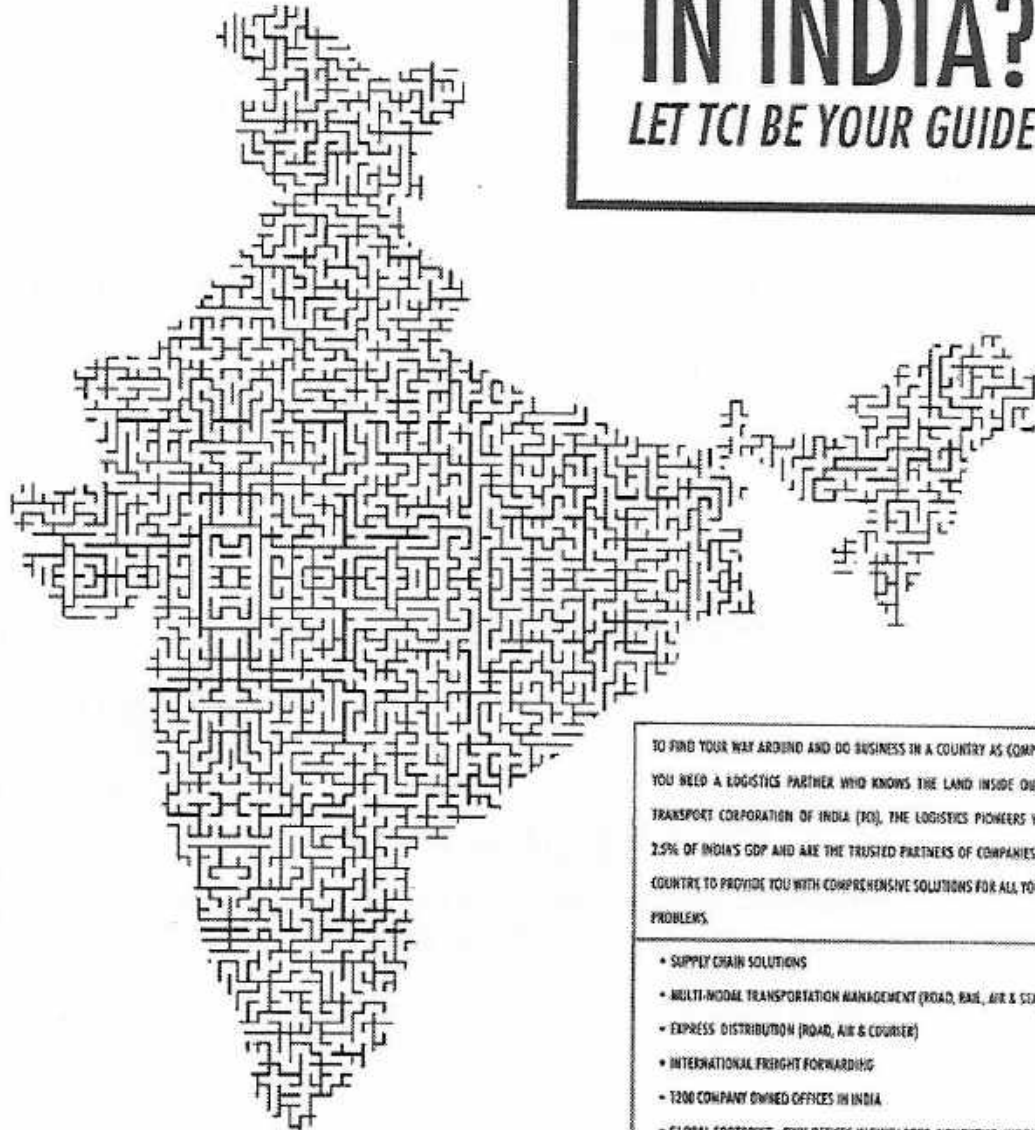 IN INDIA?
LET TCI BE YOUR GUIDE
TO FIND YOUR WAY AROUND AND DO BUSINESS IN A COUNTRY AS
YOU NEED A LOGISTICS PARTNER WHO KNOWS THE LAND INSIDE
TRANSPORT CORPORATION OF INDIA (TCI), THE LOGISTICS PIONEERS
2.5% OF INDIA'S GDP AND ARE THE TRUSTED PARTNERS OF COMPANIES
COUNTRY, TO PROVIDE YOU WITH COMPREHENSIVE SOLUTIONS FOR ALL
PROBLEMS.
• SUPPLY CHAIN SOLUTIONS
• MULTI-MODAL TRANSPORTATION MANAGEMENT (ROAD, RAIL, AIR &
• EXPRESS DISTRIBUTION (ROAD, AIR & COURIER)
• INTERNATIONAL FREIGHT FORWARDING
• 1200 COMPANY OWNED OFFICES IN INDIA